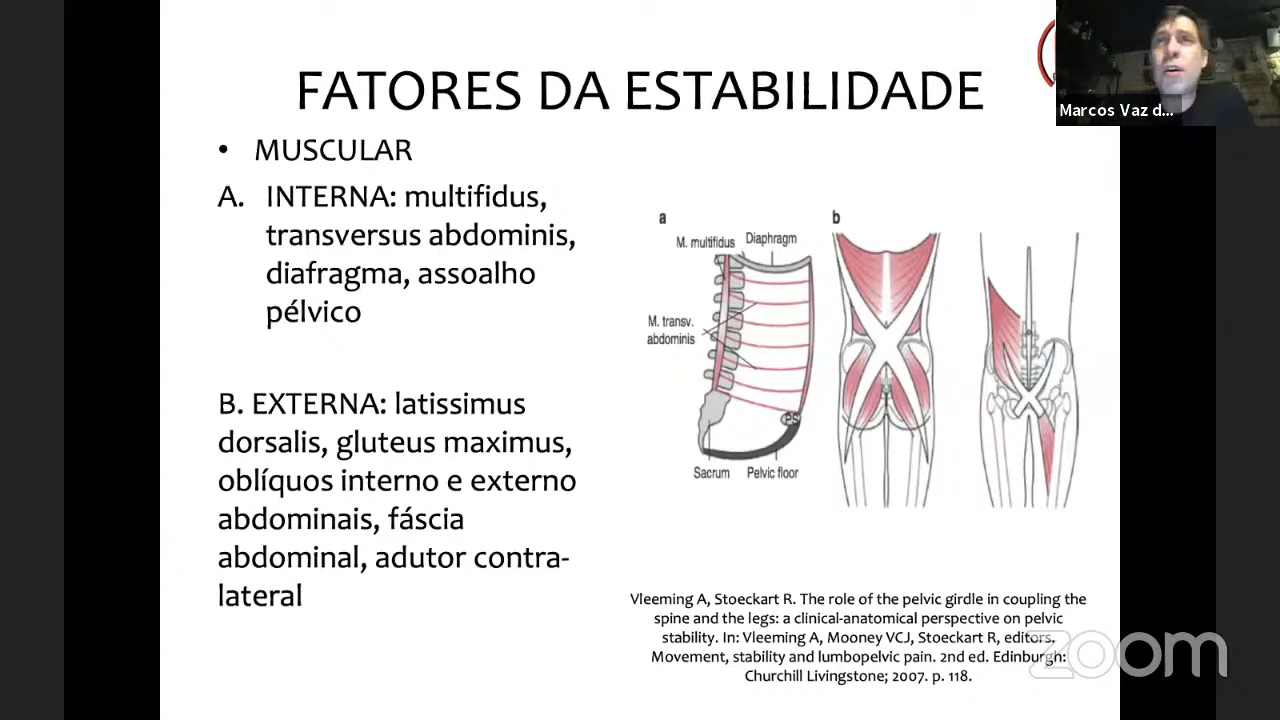 FATORES DA ESTABILIDADE
Marcos Vaz d...
• MUSCULAR
A. INTERNA: multifidus,
transversus abdominis,
diafragma, assoalho
pélvico
B. EXTERNA: latissimus
dorsalis, gluteus maximus,
oblíquos interno e externo
abdominais, fáscia
abdominal, adutor contra-
lateral
a
b
M. multifidus
Diaphragm
M. transv.
abdominis
PS
Sacrum
Pelvic floor
Vleeming A, Stoeckart R. The role of the pelvic girdle in coupling the
spine and the legs: a clinical-anatomical perspective on pelvic
stability. In: Vleeming A, Mooney VCJ, Stoeckart R, editors.
Movement, stability and lumbopelvic pain. 2nd ed. Edinburgh:
Churchill Livingstone; 2007. p. 118.
zoom